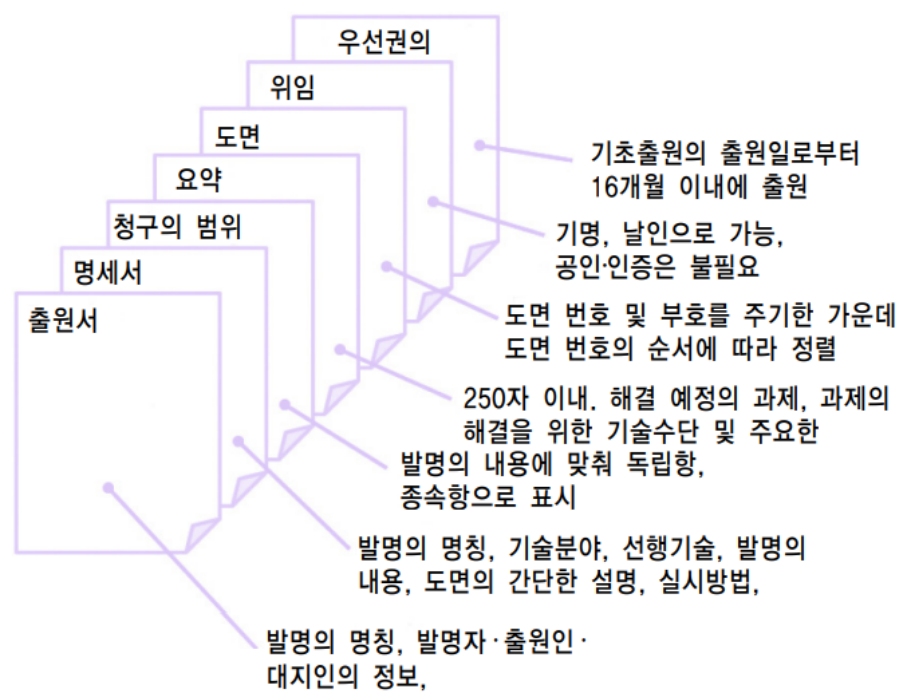 우선권의
위임
도면
요약
청구의 범위
명세서
출원서
기초출원의 출원일로부터
16개월 이내에 출원
기명, 날인으로 가능,
공인·인증은 불필요
도면 번호 및 부호를 주기한 가운데
도면 번호의 순서에 따라 정렬
250자 이내. 해결 예정의 과제, 과제의
해결을 위한 기술수단 및 주요한
발명의 내용에 맞춰 독립항,
종속항으로 표시
발명의 명칭, 기술분야, 선행기술, 발명의
내용, 도면의 간단한 설명, 실시방법,
발명의 명칭, 발명자·출원인·
대지인의 정보,